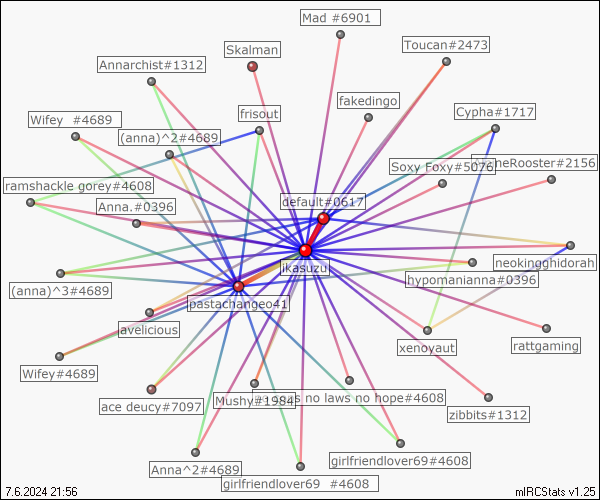 Mad #6901
Skalman
Toucan#2473
Annarchist#1312
fakedingo
frisout
Cypha#1717
Wifey #4689
(anna)^2#4689
Soxy Foxy#5076
heRooster#2156
ramshackle gorey#4608
default#0617
Anna.#0396
jkasuzu
neokingghidorah
hypomanianna#0396
(anna)^3#4689
pastachangeo41
avelicious
xenoyaut
rattgaming
Wifey#4689
ace deucy#7097
Mushy#1984
s no laws no hope#4608
zibbits#1312
Anna^2#4689
girlfriendlover69#4608
girlfriendlover69 #4608
7.6.2024 21:56
mIRCStats v1.25